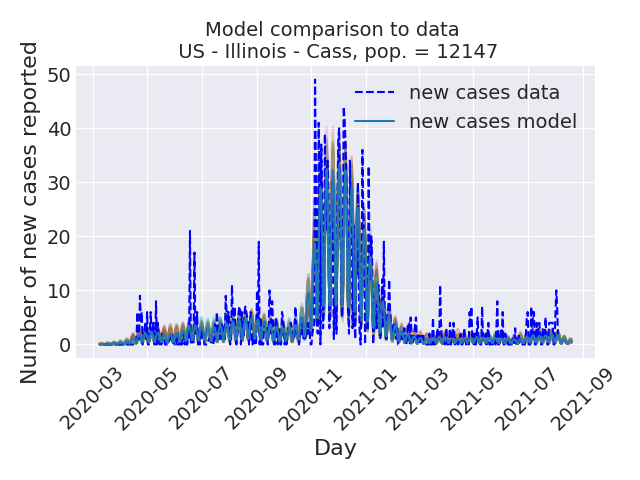 Model comparison to data
US - Illinois - Cass, pop. = 12147
Number of new cases reported
50
40
30
20
10
0
new cases data
new cases model
2020-03
2020-05
2020-07
2020-09
2020-11
2021-01
2021-03
2021-05
2021-07
2021-09
Day